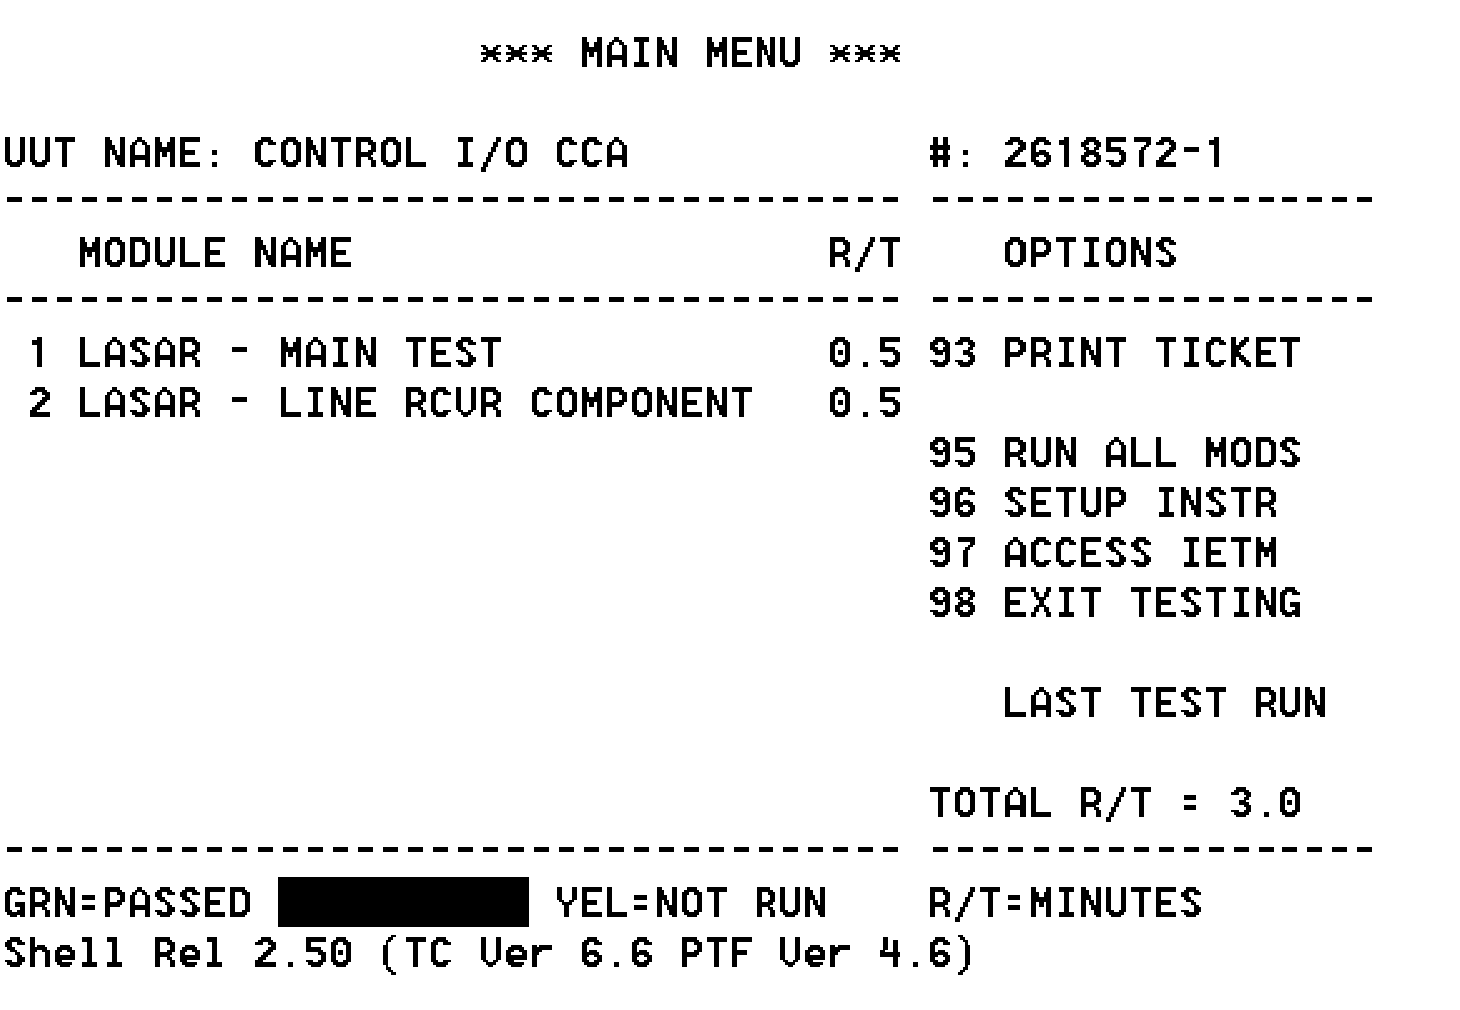 *** MAIN MENU ***
UUT NAME: CONTROL I/O CCA #: 2618572-1
------------------------------------ ------------------
MODULE NAME R/T OPTIONS
------------------------------------ ------------------
1 LASAR - MAIN TEST 0.5 93 PRINT TICKET
2 LASAR - LINE RCVR COMPONENT 0.5
95 RUN ALL MODS
96 SETUP INSTR
97 ACCESS IETM
98 EXIT TESTING
LAST TEST RUN
TOTAL R/T = 3.0
------------------------------------ ------------------
GRN=PASSED YEL=NOT RUN R/T=MINUTES
Shell Rel 2.50 (TC Ver 6.6 PTF Ver 4.6)